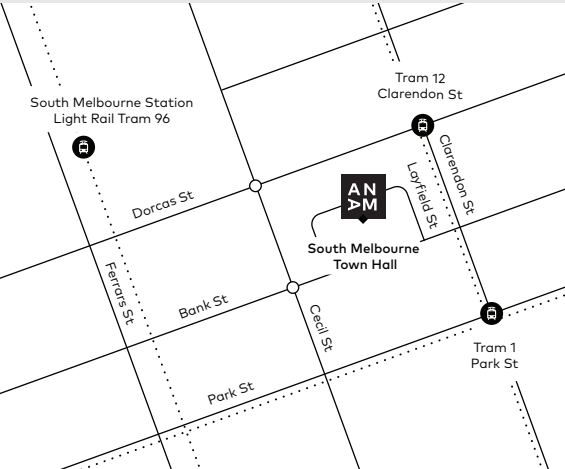 Tram 12
Clarendon St
South Melbourne Station
Light Rail Tram 96
Clarendon St
Layfield St
Dorcas St
AN
AM
South Melbourne
Town Hall
Ferrars St
Bank St
Cecil St
Tram 1
Park St
Park St